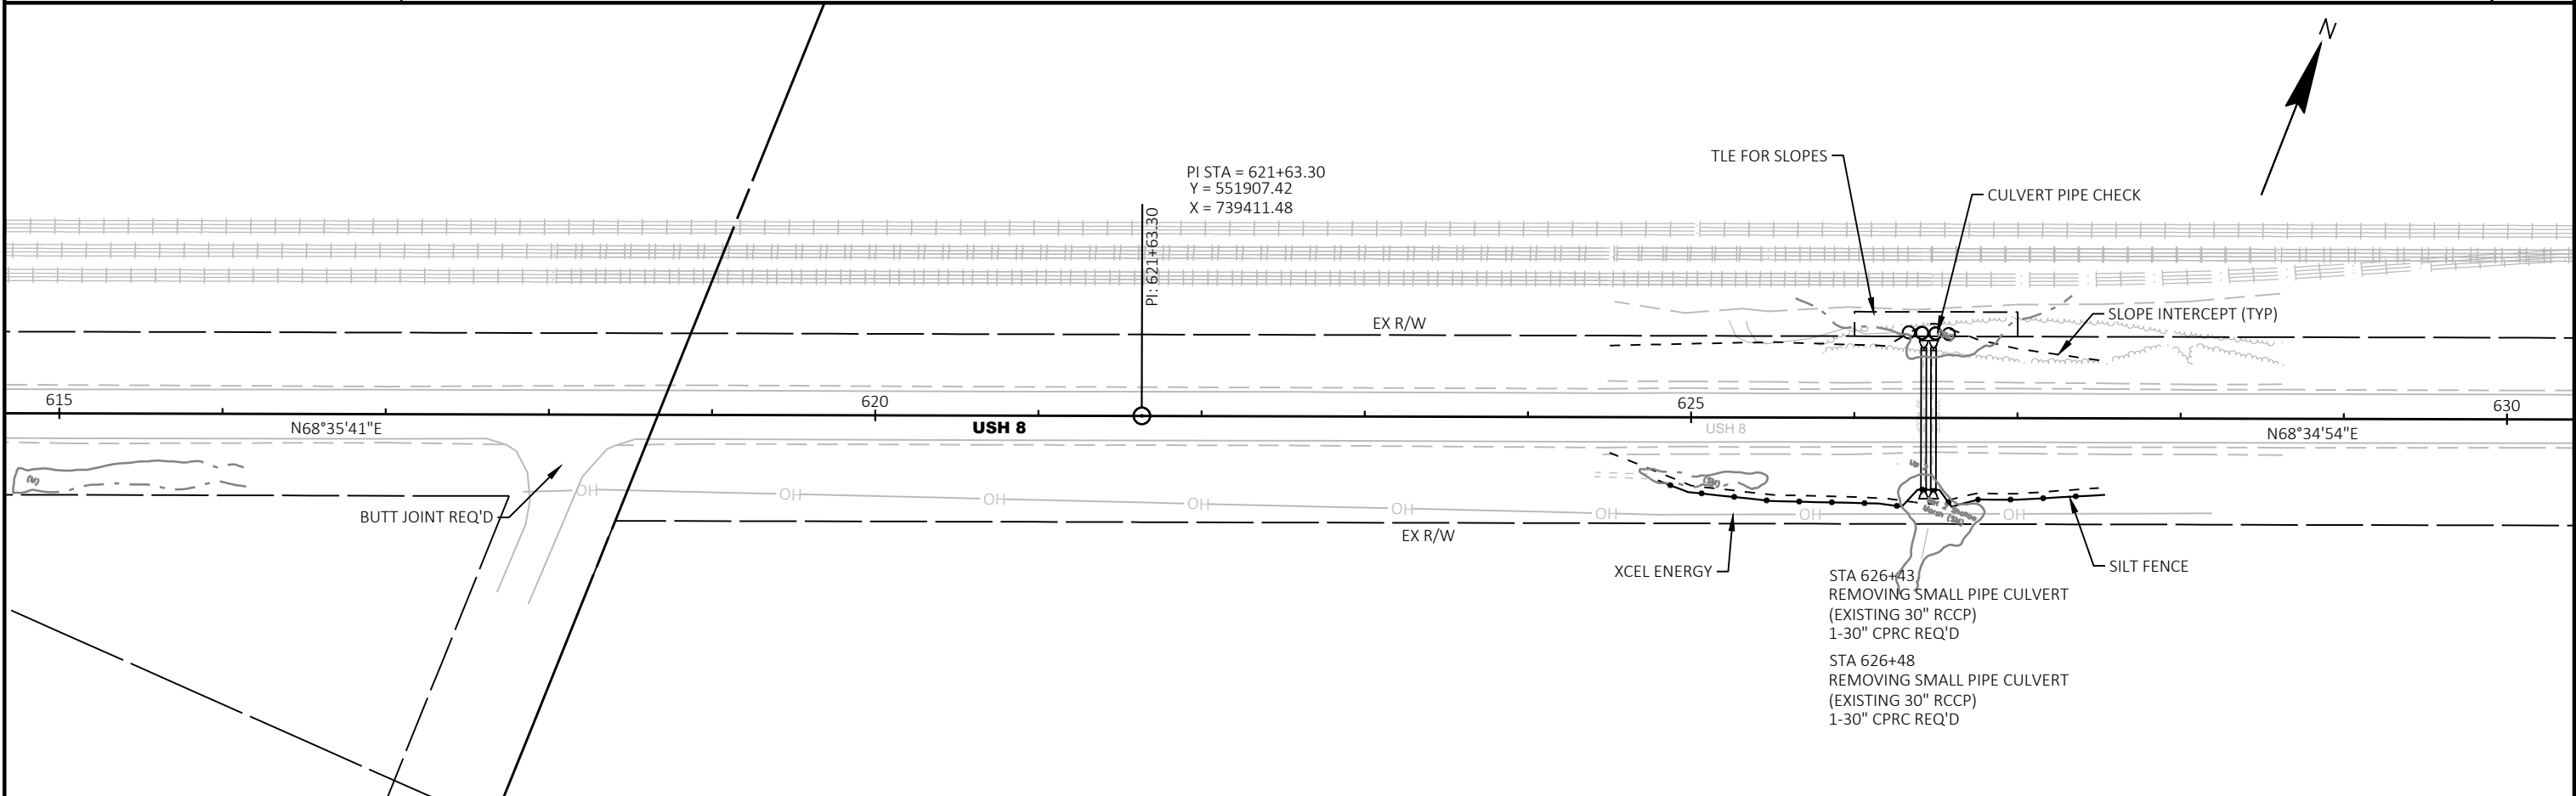 N
TLE FOR SLOPES
CULVERT PIPE CHECK
PI STA = 621+63.30
Y = 551907.42
X = 739411.48
PI: 621+63.30
EX R/W
SLOPE INTERCEPT (TYP)
615
620
625
630
N68°35'41"E
USH 8
USH 8
N68°34'54"E
OH
OH
OH
OH
OH
OH
OH
OH
BUTT JOINT REQ'D
EX R/W
XCEL ENERGY
SILT FENCE
STA 626+43
REMOVING SMALL PIPE CULVERT
(EXISTING 30" RCCP)
1-30" CPRC REQ'D
STA 626+48
REMOVING SMALL PIPE CULVERT
(EXISTING 30" RCCP)
1-30" CPRC REQ'D